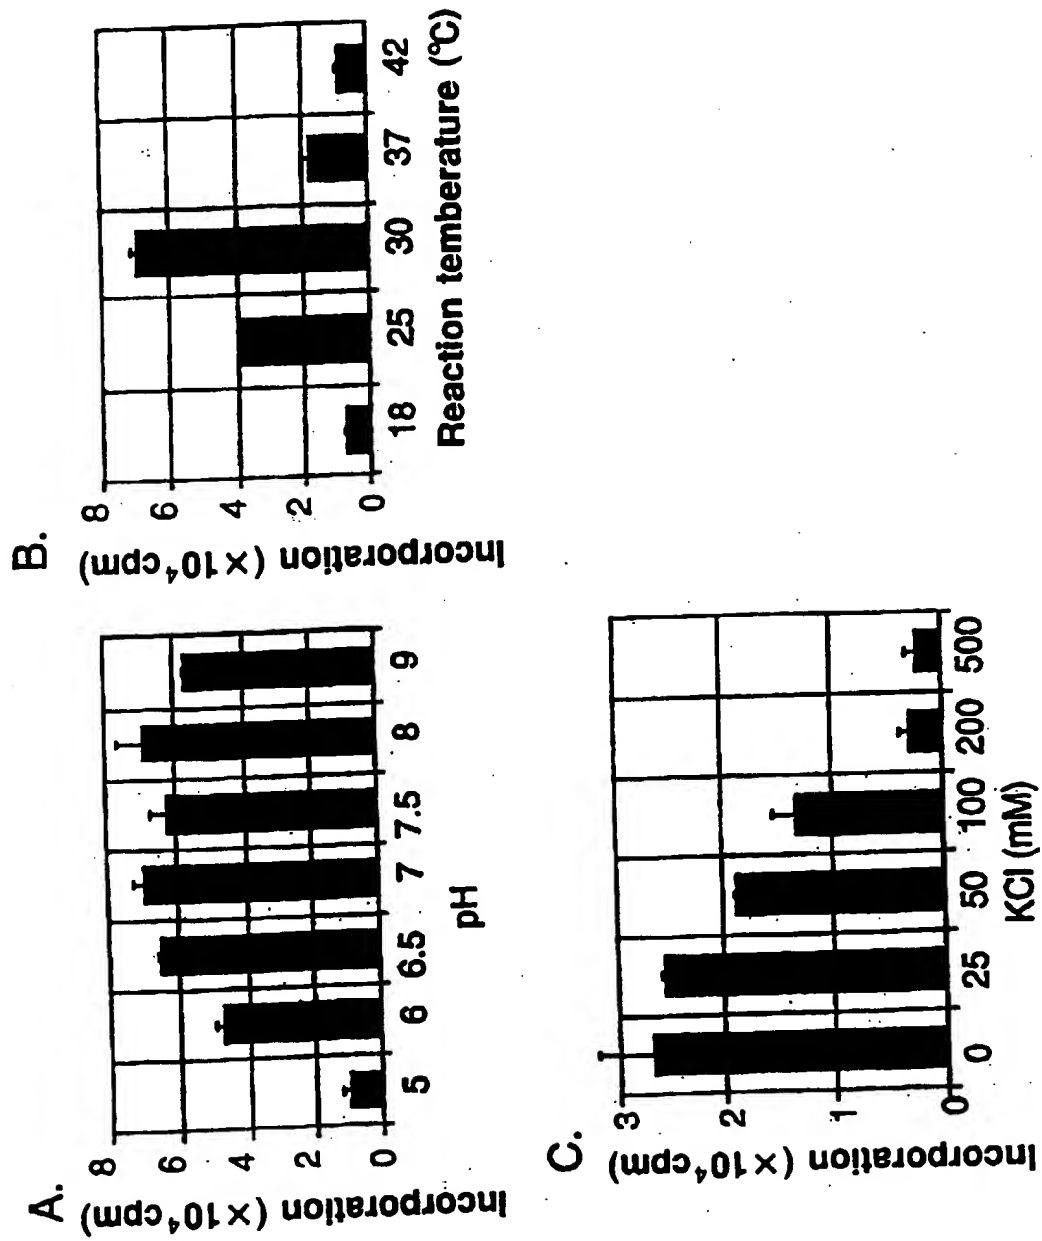 A.
Incorporation (×10⁴cpm)
8
6
4
2
0
5 6 6.5 7 7.5 8 9
pH
B.
Incorporation (×10⁴cpm)
8
6
4
2
0
18 25 30 37 42
Reaction temberature (℃)
C.
Incorporation (×10⁴cpm)
3
2
1
0
0 25 50 100 200 500
KCl (mM)